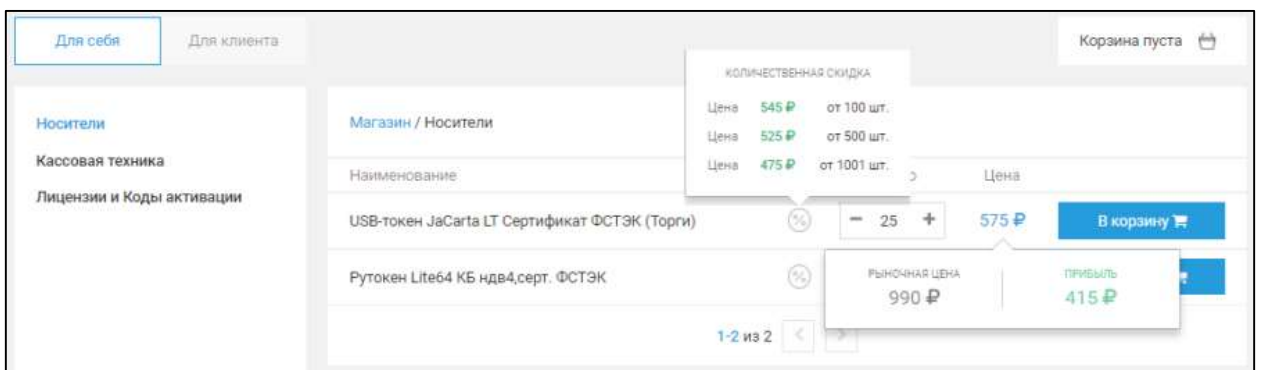 Для себя
Для клиента
Корзина пуста
КОЛИЧЕСТВЕННАЯ СКИДКА
Цена 545 ₽ от 100 шт.
Цена 525 ₽ от 500 шт.
Цена 475 ₽ от 1001 шт.
Носители
Кассовая техника
Лицензии и Коды активации
Магазин / Носители
Наименование
Цена
USB-токен JaCarta LT Сертификат ФСТЭК (Торги) % − 25 + 575 ₽ В корзину
Рутокен Lite64 КБ ндв4,серт. ФСТЭК %
РЫНОЧНАЯ ЦЕНА
990 ₽
ПРИБЫЛЬ
415 ₽
1-2 из 2 < >